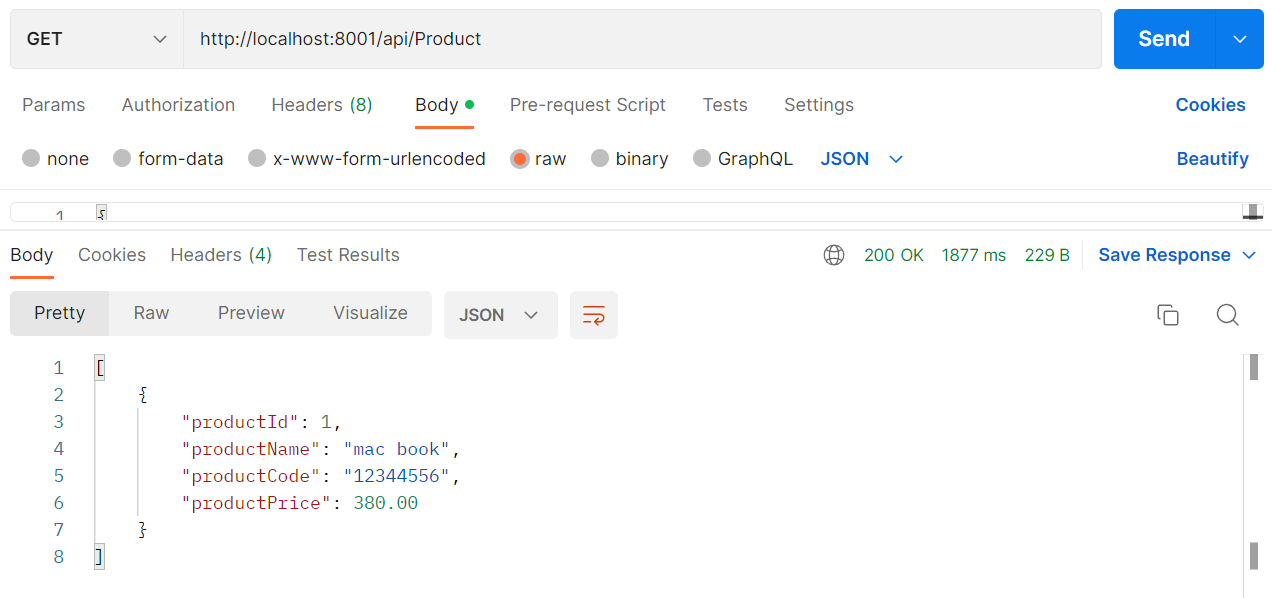 GET http://localhost:8001/api/Product Send
Params Authorization Headers (8) Body Pre-request Script Tests Settings Cookies
none form-data x-www-form-urlencoded raw binary GraphQL JSON Beautify
1 {
Body Cookies Headers (4) Test Results 200 OK 1877 ms 229 B Save Response
Pretty Raw Preview Visualize JSON
1 [
2 {
3 "productId": 1,
4 "productName": "mac book",
5 "productCode": "12344556",
6 "productPrice": 380.00
7 }
8 ]